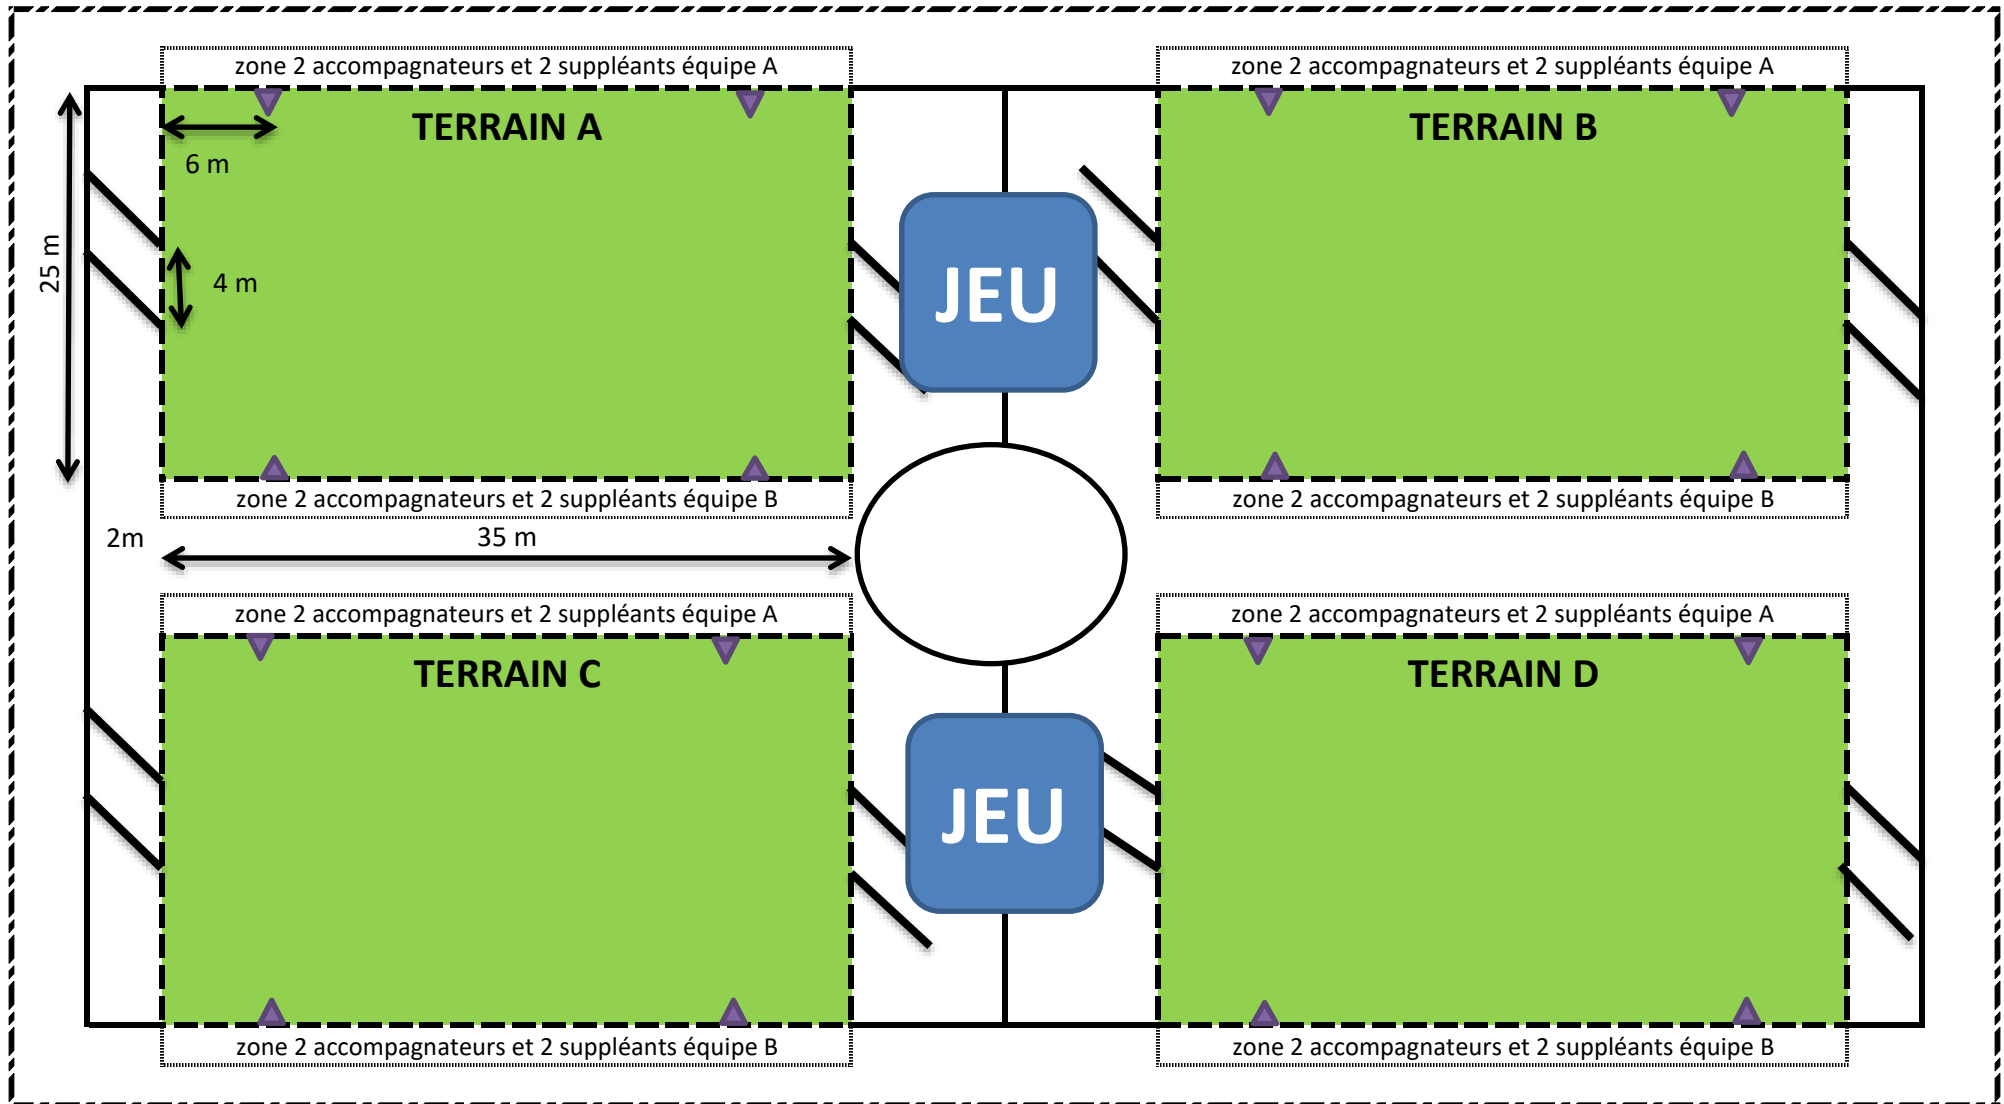 zone 2 accompagnateurs et 2 suppléants équipe A
zone 2 accompagnateurs et 2 suppléants équipe A
TERRAIN A
TERRAIN B
6 m
25 m
4 m
JEU
zone 2 accompagnateurs et 2 suppléants équipe B
zone 2 accompagnateurs et 2 suppléants équipe B
2m
35 m
zone 2 accompagnateurs et 2 suppléants équipe A
zone 2 accompagnateurs et 2 suppléants équipe A
TERRAIN C
TERRAIN D
JEU
zone 2 accompagnateurs et 2 suppléants équipe B
zone 2 accompagnateurs et 2 suppléants équipe B